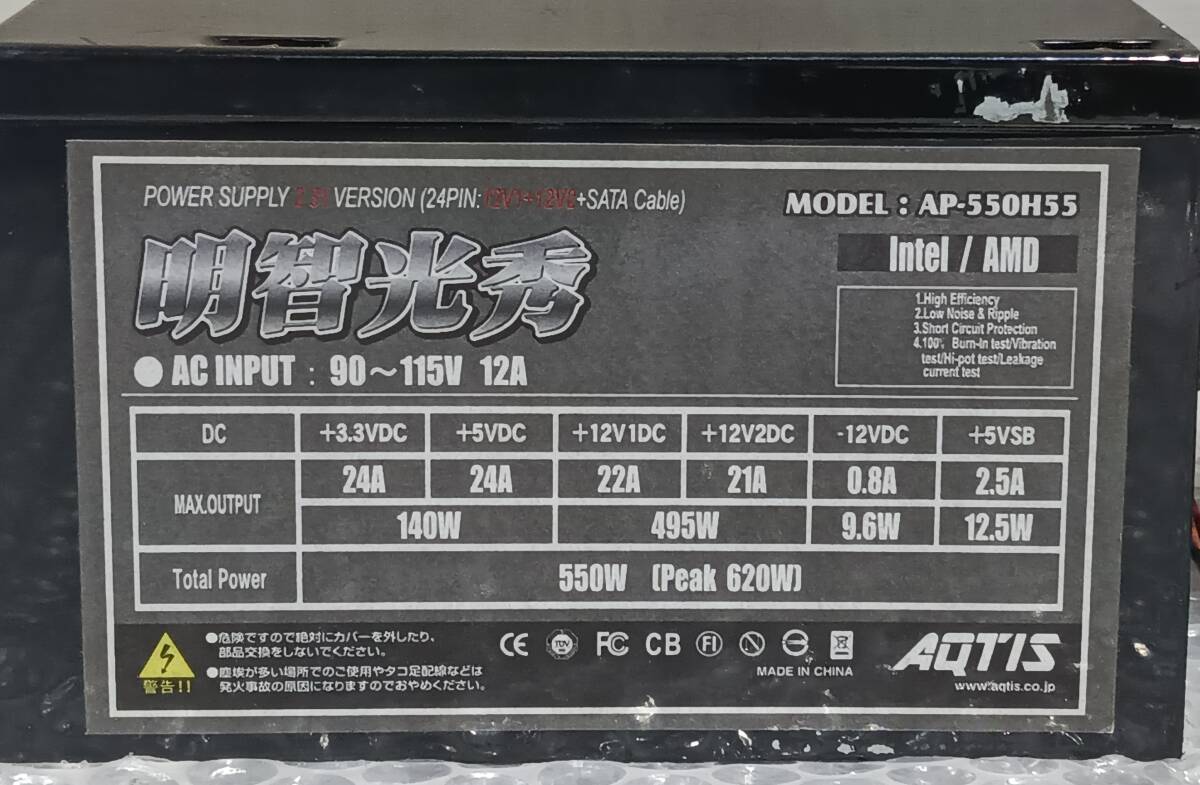 POWER SUPPLY 2.31 VERSION (24PIN: 12V1+12V2+SATA Cable)
MODEL : AP-550H55
明智光秀
Intel / AMD
1.High Efficiency
2.Low Noise & Ripple
3.Short Circuit Protection
4.100% Burn-In test/Vibration
test/Hi-pot test/Leakage
current test
●AC INPUT : 90～115V 12A
DC +3.3VDC +5VDC +12V1DC +12V2DC -12VDC +5VSB
MAX.OUTPUT 24A 24A 22A 21A 0.8A 2.5A
140W 495W 9.6W 12.5W
Total Power 550W (Peak 620W)
警告!!
●危険ですので絶対にカバーを外したり、
部品交換をしないでください。
●塵埃が多い場所でのご使用やタコ足配線などは
発火事故の原因になりますのでおやめください。
CE TUV FC CB FI N
MADE IN CHINA
AQTIS
www.aqtis.co.jp